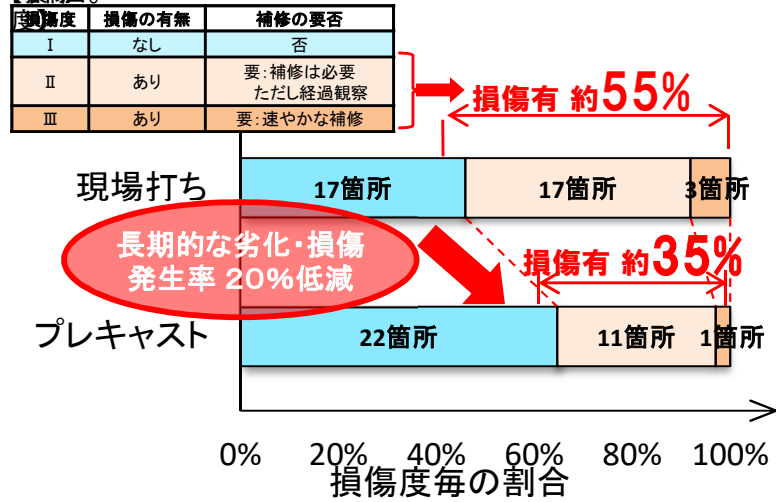 損傷度 損傷の有無 補修の要否
Ⅰ なし 否
Ⅱ あり 要:補修は必要
ただし経過観察
Ⅲ あり 要:速やかな補修
損傷有 約55%
現場打ち 17箇所 17箇所 3箇所
長期的な劣化・損傷
発生率 20%低減
損傷有 約35%
プレキャスト 22箇所 11箇所 1箇所
0% 20% 40% 60% 80% 100%
損傷度毎の割合